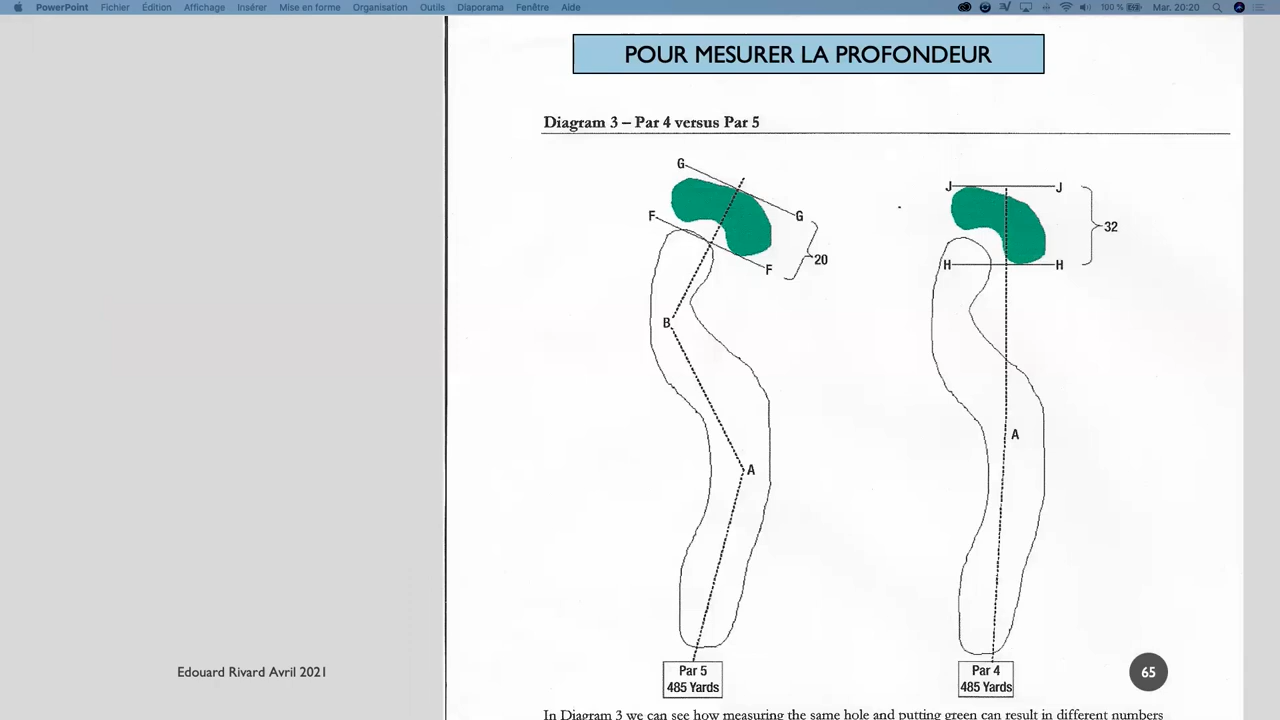 PowerPoint Fichier Édition Affichage Insérer Mise en forme Organisation Outils Diaporama Fenêtre Aide 100 % Mar. 20:20
POUR MESURER LA PROFONDEUR
Diagram 3 – Par 4 versus Par 5
G
J J
F G 32
20
F H H
B
A
A
Par 5 Par 4
485 Yards 485 Yards
Edouard Rivard Avril 2021 65
In Diagram 3 we can see how measuring the same hole and putting green can result in different numbers